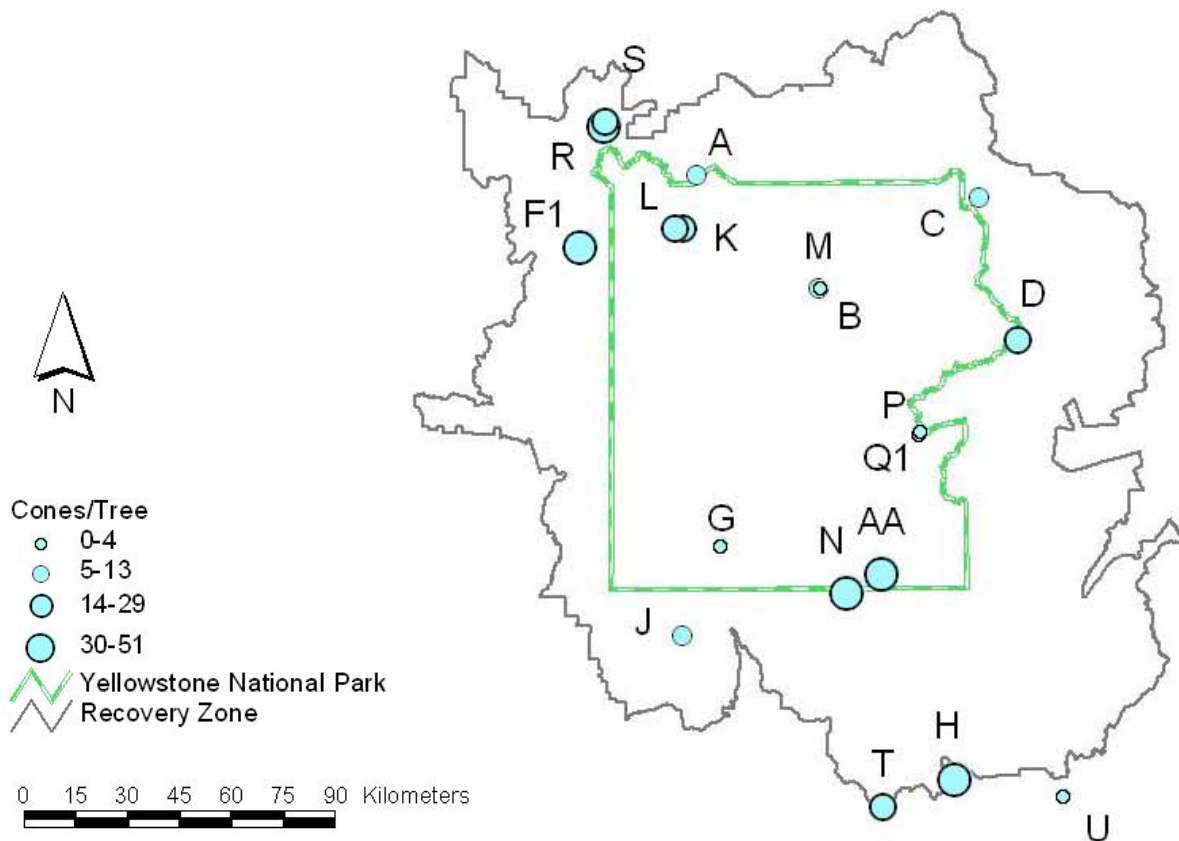 S
A
R
L
F1
K
C
M
D
B
N
P
Q1
Cones/Tree
0-4
5-13
14-29
30-51
Yellowstone National Park
Recovery Zone
G
N
AA
J
H
T
U
0 15 30 45 60 75 90 Kilometers